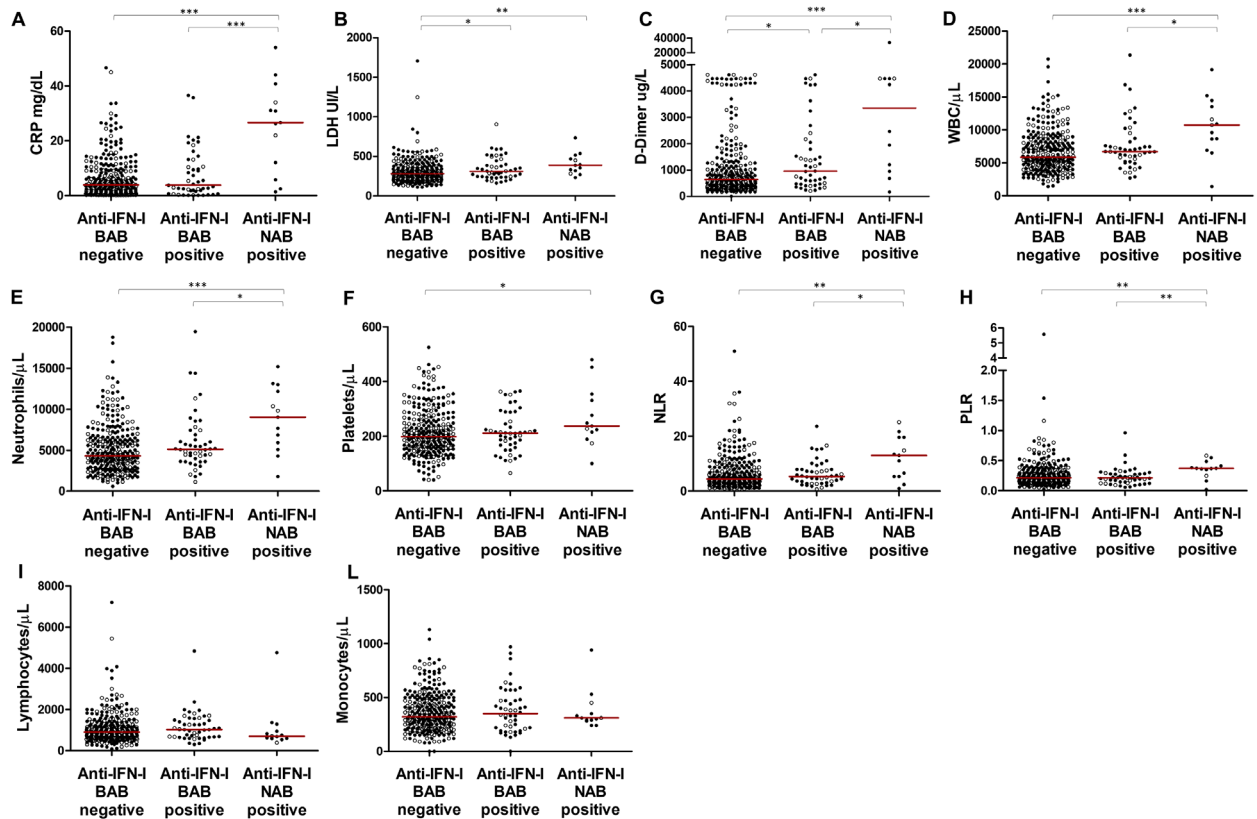 A
CRP mg/dL
***
***
60
40
20
0
Anti-IFN-I
BAB
negative
Anti-IFN-I
BAB
positive
Anti-IFN-I
NAB
positive
B
LDH UI/L
**
*
2000
1500
1000
500
0
Anti-IFN-I
BAB
negative
Anti-IFN-I
BAB
positive
Anti-IFN-I
NAB
positive
C
D-Dimer ug/L
***
*
*
40000
20000
5000
4000
3000
2000
1000
0
Anti-IFN-I
BAB
negative
Anti-IFN-I
BAB
positive
Anti-IFN-I
NAB
positive
D
WBC/µL
***
*
25000
20000
15000
10000
5000
0
Anti-IFN-I
BAB
negative
Anti-IFN-I
BAB
positive
Anti-IFN-I
NAB
positive
E
Neutrophils/µL
***
*
20000
15000
10000
5000
0
Anti-IFN-I
BAB
negative
Anti-IFN-I
BAB
positive
Anti-IFN-I
NAB
positive
F
Platelets/µL
*
600
400
200
0
Anti-IFN-I
BAB
negative
Anti-IFN-I
BAB
positive
Anti-IFN-I
NAB
positive
G
NLR
**
*
60
40
20
0
Anti-IFN-I
BAB
negative
Anti-IFN-I
BAB
positive
Anti-IFN-I
NAB
positive
H
PLR
**
**
6
5
4
2.0
1.5
1.0
0.5
0.0
Anti-IFN-I
BAB
negative
Anti-IFN-I
BAB
positive
Anti-IFN-I
NAB
positive
I
Lymphocytes/µL
8000
6000
4000
2000
0
Anti-IFN-I
BAB
negative
Anti-IFN-I
BAB
positive
Anti-IFN-I
NAB
positive
L
Monocytes/µL
1500
1000
500
0
Anti-IFN-I
BAB
negative
Anti-IFN-I
BAB
positive
Anti-IFN-I
NAB
positive